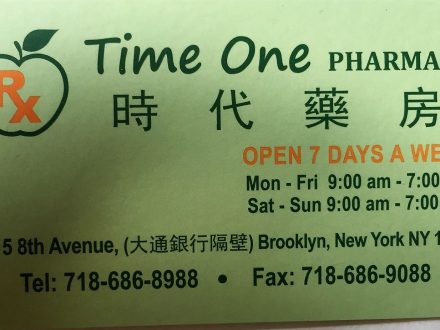 Rx
Time One PHARMA
時代藥房
OPEN 7 DAYS A WE
Mon - Fri 9:00 am - 7:00
Sat - Sun 9:00 am - 7:00
5 8th Avenue, (大通銀行隔璧) Brooklyn, New York NY 1
Tel: 718-686-8988 • Fax: 718-686-9088